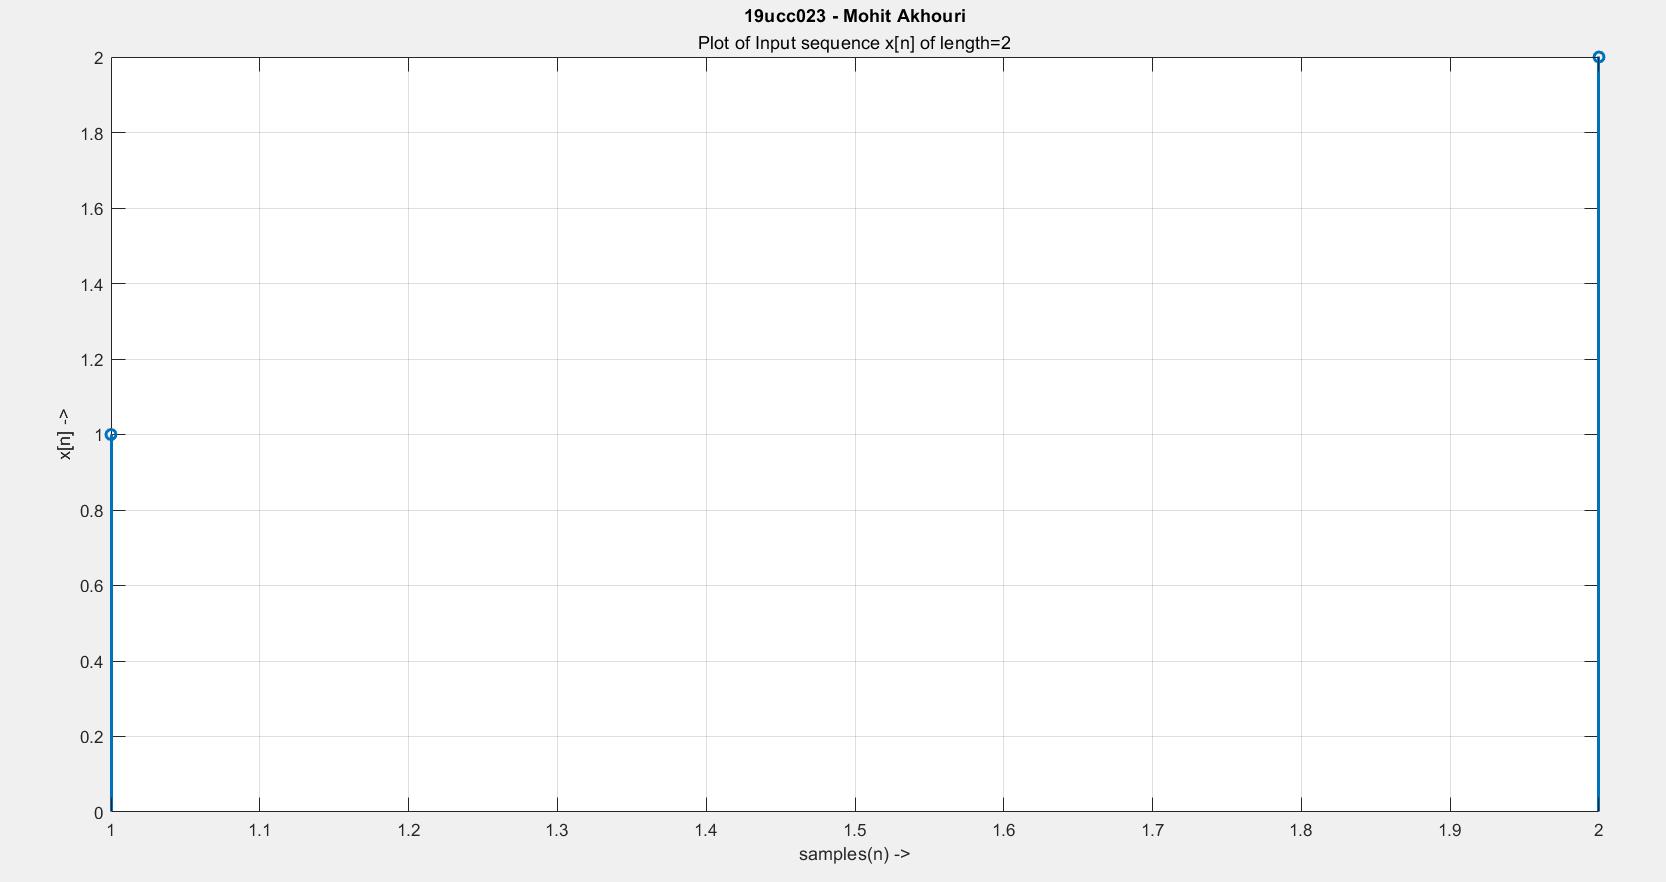 19ucc023 - Mohit Akhouri
Plot of Input sequence x[n] of length=2
2
1.8
1.6
1.4
1.2
1
0.8
0.6
0.4
0.2
0
x[n] ->
1 1.1 1.2 1.3 1.4 1.5 1.6 1.7 1.8 1.9 2
samples(n) ->